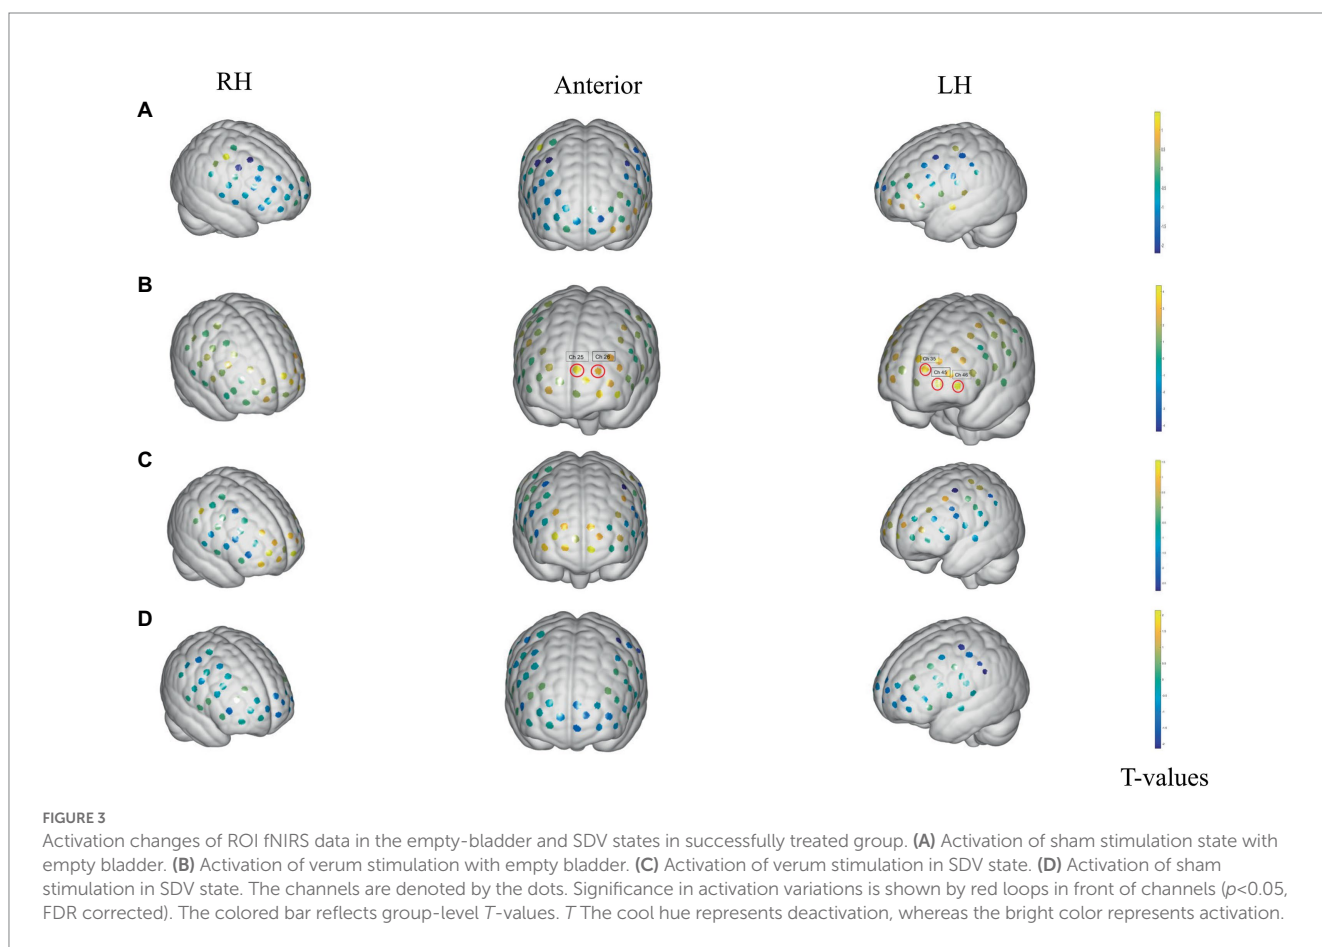 RH
Anterior
LH
A
B
Ch 25
Ch 26
Ch 35
Ch 45
Ch 46
C
D
T-values
FIGURE 3
Activation changes of ROI fNIRS data in the empty-bladder and SDV states in successfully treated group. (A) Activation of sham stimulation state with
empty bladder. (B) Activation of verum stimulation with empty bladder. (C) Activation of verum stimulation in SDV state. (D) Activation of sham
stimulation in SDV state. The channels are denoted by the dots. Significance in activation variations is shown by red loops in front of channels (p<0.05,
FDR corrected). The colored bar reflects group-level T-values. T The cool hue represents deactivation, whereas the bright color represents activation.